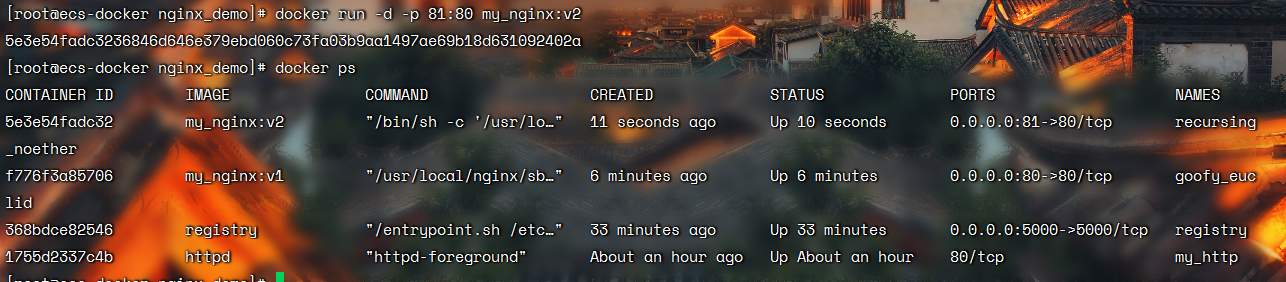 [root@ecs-docker nginx_demo]# docker run -d -p 81:80 my_nginx:v2
5e3e54fadc3236846d646e379ebd060c73fa03b9aa1497ae69b18d631092402a
[root@ecs-docker nginx_demo]# docker ps
CONTAINER ID        IMAGE               COMMAND                  CREATED             STATUS              PORTS                    NAMES
5e3e54fadc32        my_nginx:v2         "/bin/sh -c '/usr/lo…"   11 seconds ago      Up 10 seconds       0.0.0.0:81->80/tcp       recursing
_noether
f776f3a85706        my_nginx:v1         "/usr/local/nginx/sb…"   6 minutes ago       Up 6 minutes        0.0.0.0:80->80/tcp       goofy_euc
lid
368bdce82546        registry            "/entrypoint.sh /etc…"   33 minutes ago      Up 33 minutes       0.0.0.0:5000->5000/tcp   registry
1755d2337c4b        httpd               "httpd-foreground"       About an hour ago   Up About an hour    80/tcp                   my_http
[root@ecs-docker nginx_demo]#